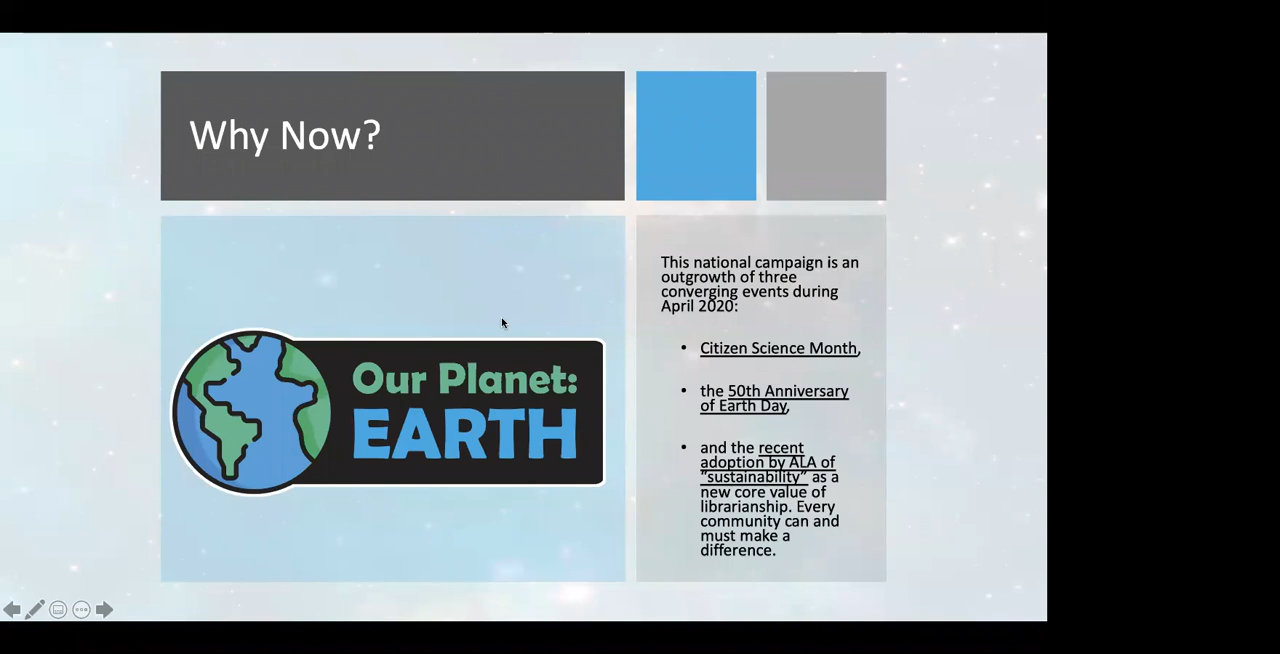 Why Now?
Our Planet:
EARTH
This national campaign is an
outgrowth of three
converging events during
April 2020:
• Citizen Science Month,
• the 50th Anniversary
of Earth Day,
• and the recent
adoption by ALA of
"sustainability" as a
new core value of
librarianship. Every
community can and
must make a
difference.